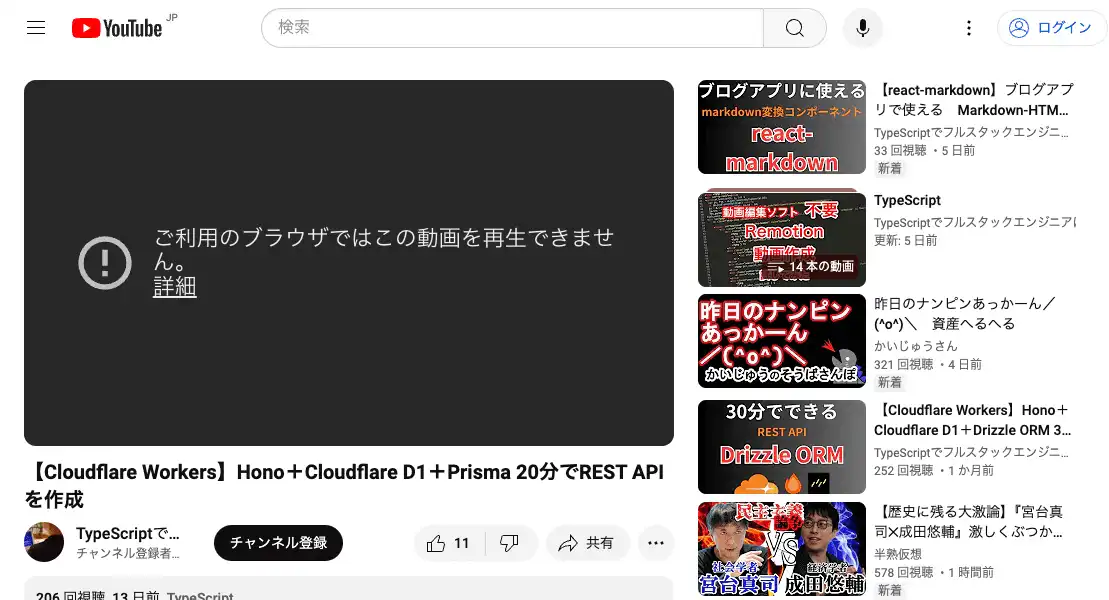 YouTube JP
検索
ログイン
ご利用のブラウザではこの動画を再生できませ
ん。
詳細
【Cloudflare Workers】Hono＋Cloudflare D1＋Prisma 20分でREST API
を作成
TypeScriptで...
チャンネル登録者...
チャンネル登録
11
共有
206 回視聴 13 日前 TypeScript
ブログアプリに使える
markdown変換コンポーネント
react-
markdown
【react-markdown】ブログアプ
リで使える　Markdown-HTM...
TypeScriptでフルスタックエンジニ...
33 回視聴 ・5 日前
新着
動画編集ソフト 不要
Remotion
動画作成
14 本の動画
TypeScript
TypeScriptでフルスタックエンジニアに
更新: 5 日前
昨日のナンピン
あっかーん
／(^o^)＼
かいじゅうのそうばさんぽ
昨日のナンピンあっかーん／
(^o^)＼　資産へるへる
かいじゅうさん
321 回視聴 ・4 日前
新着
30分でできる
REST API
Drizzle ORM
【Cloudflare Workers】Hono＋
Cloudflare D1＋Drizzle ORM 3...
TypeScriptでフルスタックエンジニ...
252 回視聴 ・1 か月前
民主主義
VS
社会学者
宮台真司
経済学者
成田悠輔
【歴史に残る大激論】『宮台真
司✕成田悠輔』激しくぶつか...
半熟仮想
578 回視聴 ・1 時間前
新着